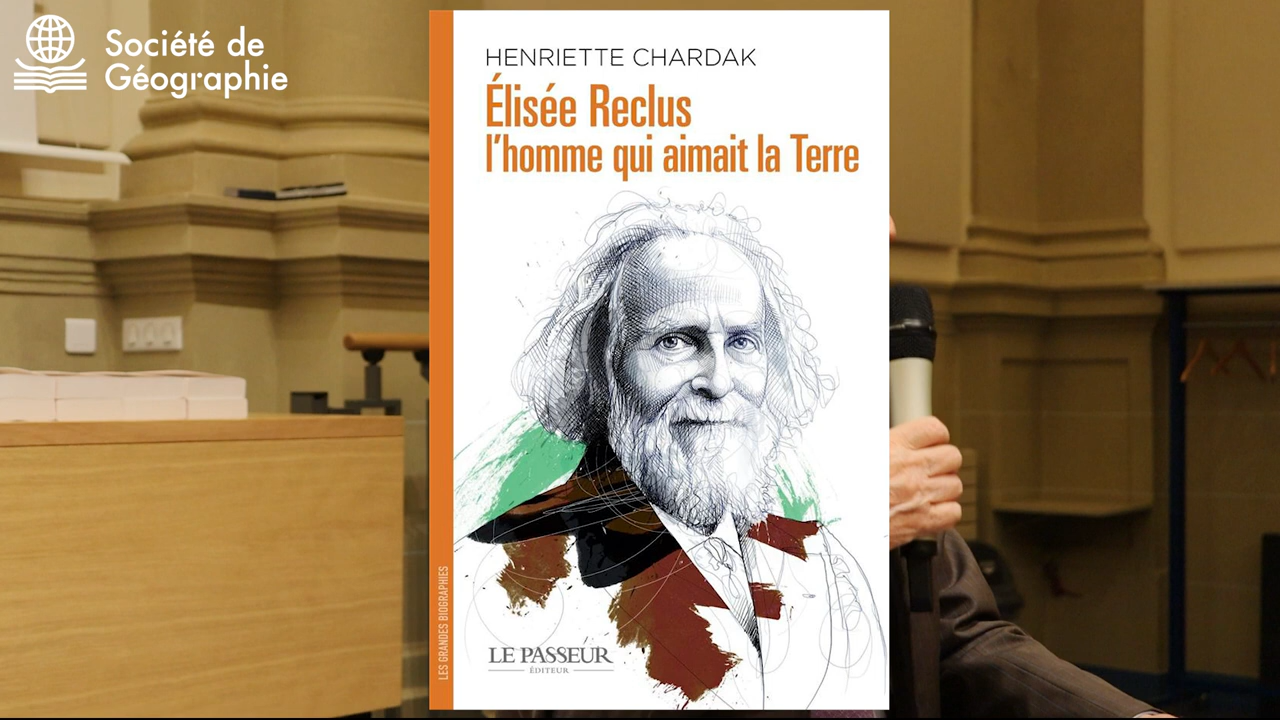 Société de
Géographie
HENRIETTE CHARDAK
Élisée Reclus
l'homme qui aimait la Terre
LES GRANDES BIOGRAPHIES
LE PASSEUR
ÉDITEUR